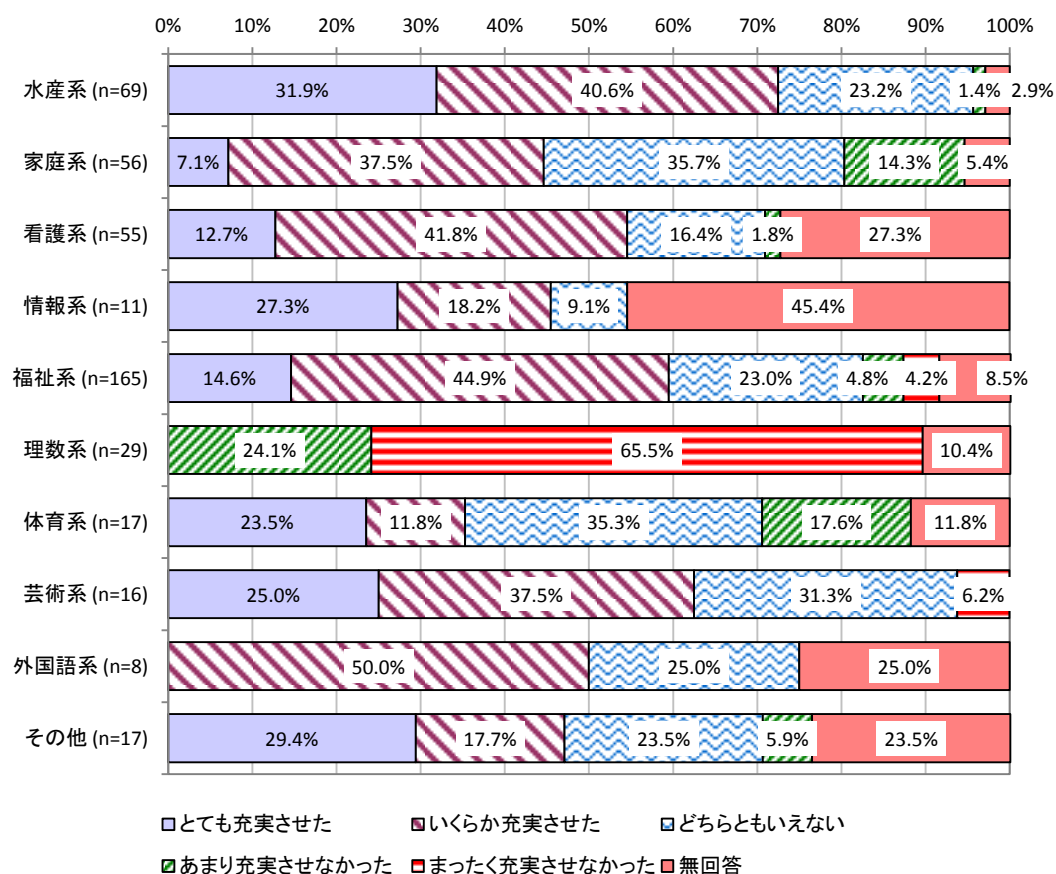 0% 10% 20% 30% 40% 50% 60% 70% 80% 90% 100%
水産系 (n=69) 31.9% 40.6% 23.2% 1.4% 2.9%
家庭系 (n=56) 7.1% 37.5% 35.7% 14.3% 5.4%
看護系 (n=55) 12.7% 41.8% 16.4% 1.8% 27.3%
情報系 (n=11) 27.3% 18.2% 9.1% 45.4%
福祉系 (n=165) 14.6% 44.9% 23.0% 4.8% 4.2% 8.5%
理数系 (n=29) 24.1% 65.5% 10.4%
体育系 (n=17) 23.5% 11.8% 35.3% 17.6% 11.8%
芸術系 (n=16) 25.0% 37.5% 31.3% 6.2%
外国語系 (n=8) 50.0% 25.0% 25.0%
その他 (n=17) 29.4% 17.7% 23.5% 5.9% 23.5%
とても充実させた いくらか充実させた どちらともいえない
あまり充実させなかった まったく充実させなかった 無回答